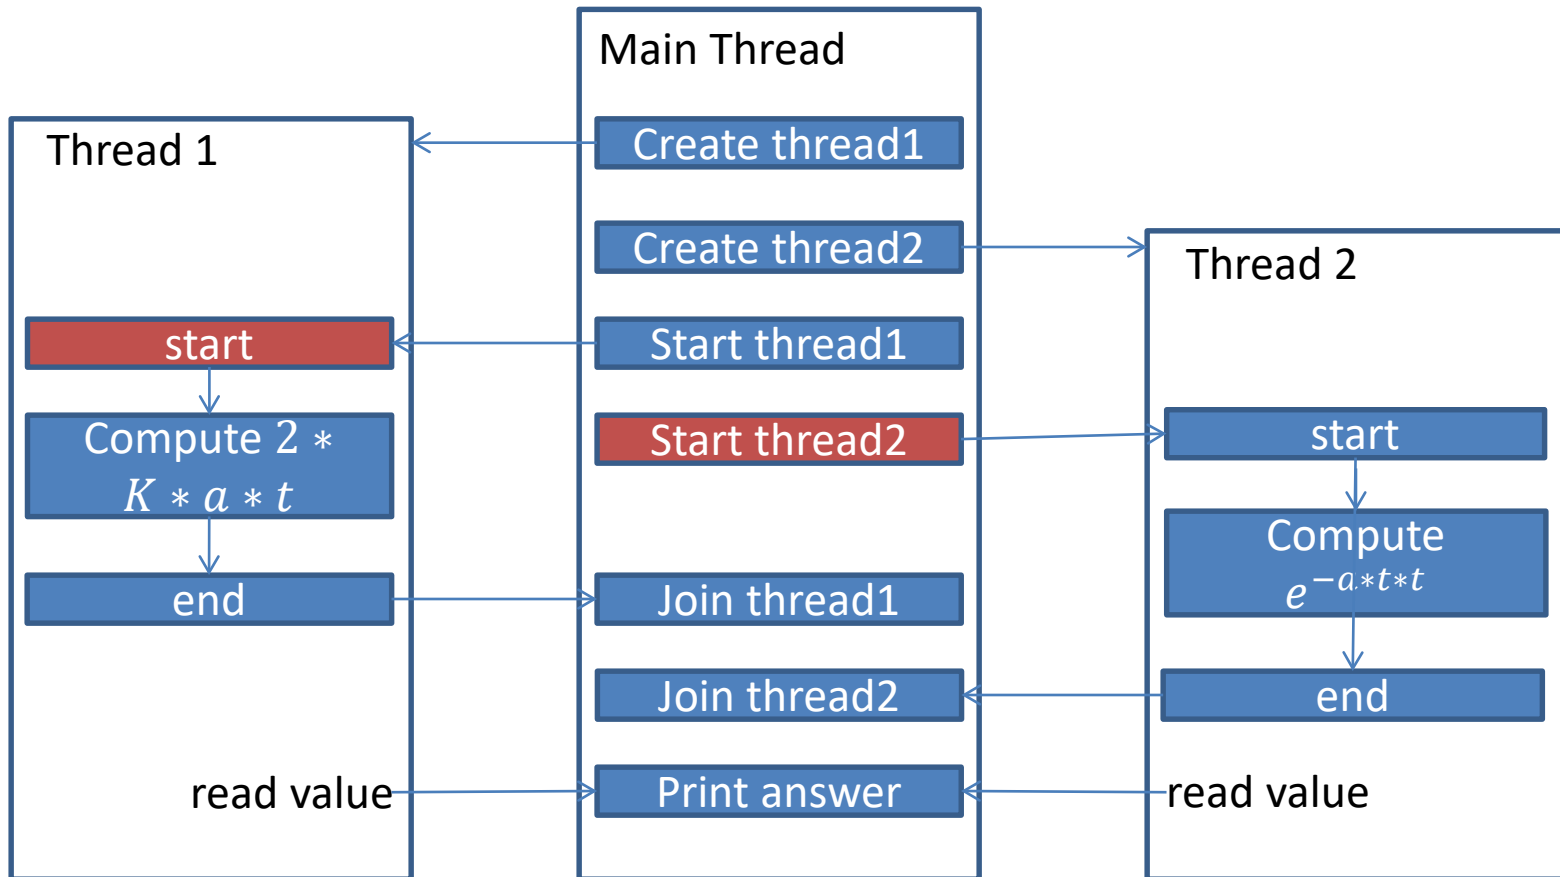 Main Thread
Thread 1
Create thread1
Create thread2
Thread 2
start
Start thread1
Compute 2 ∗
K ∗ a ∗ t
Start thread2
start
Compute
e^{−a∗t∗t}
end
Join thread1
Join thread2
end
read value
Print answer
read value